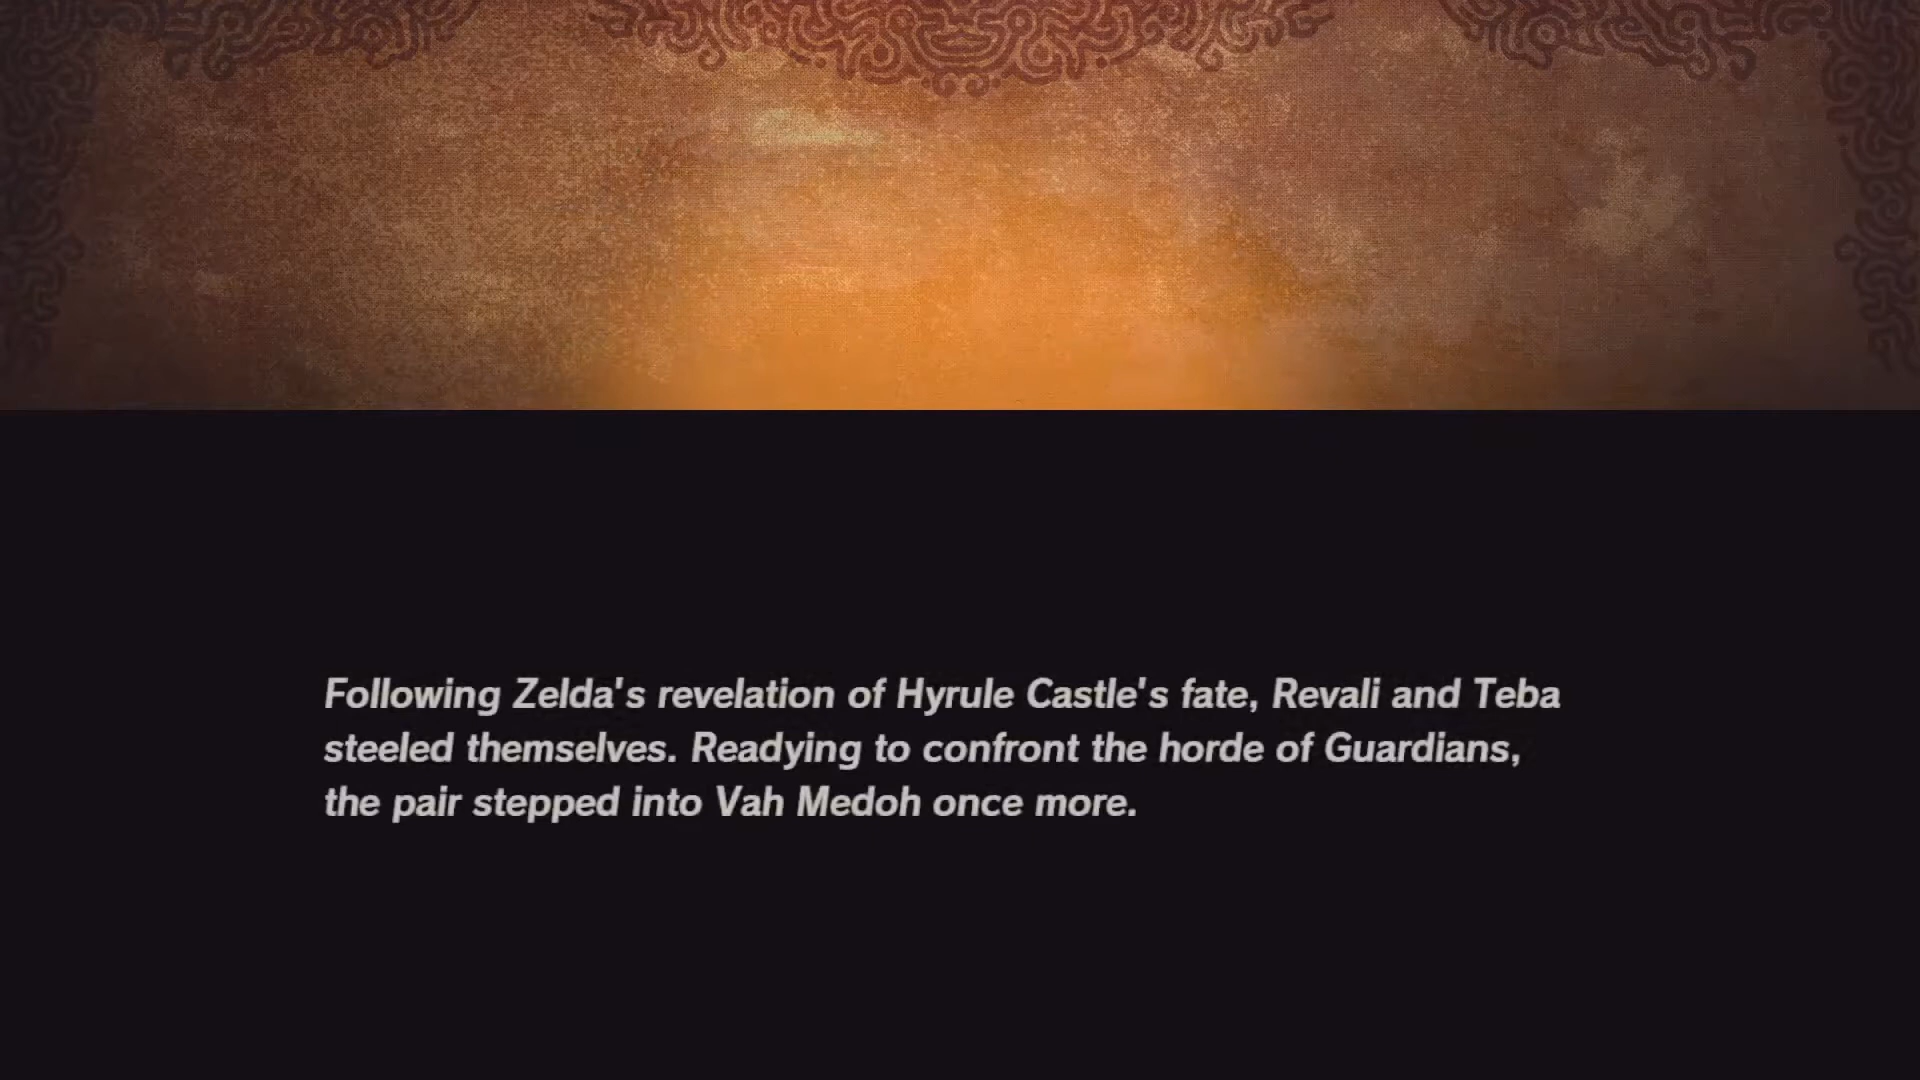 Following Zelda's revelation of Hyrule Castle's fate, Revali and Teba
steeled themselves. Readying to confront the horde of Guardians,
the pair stepped into Vah Medoh once more.